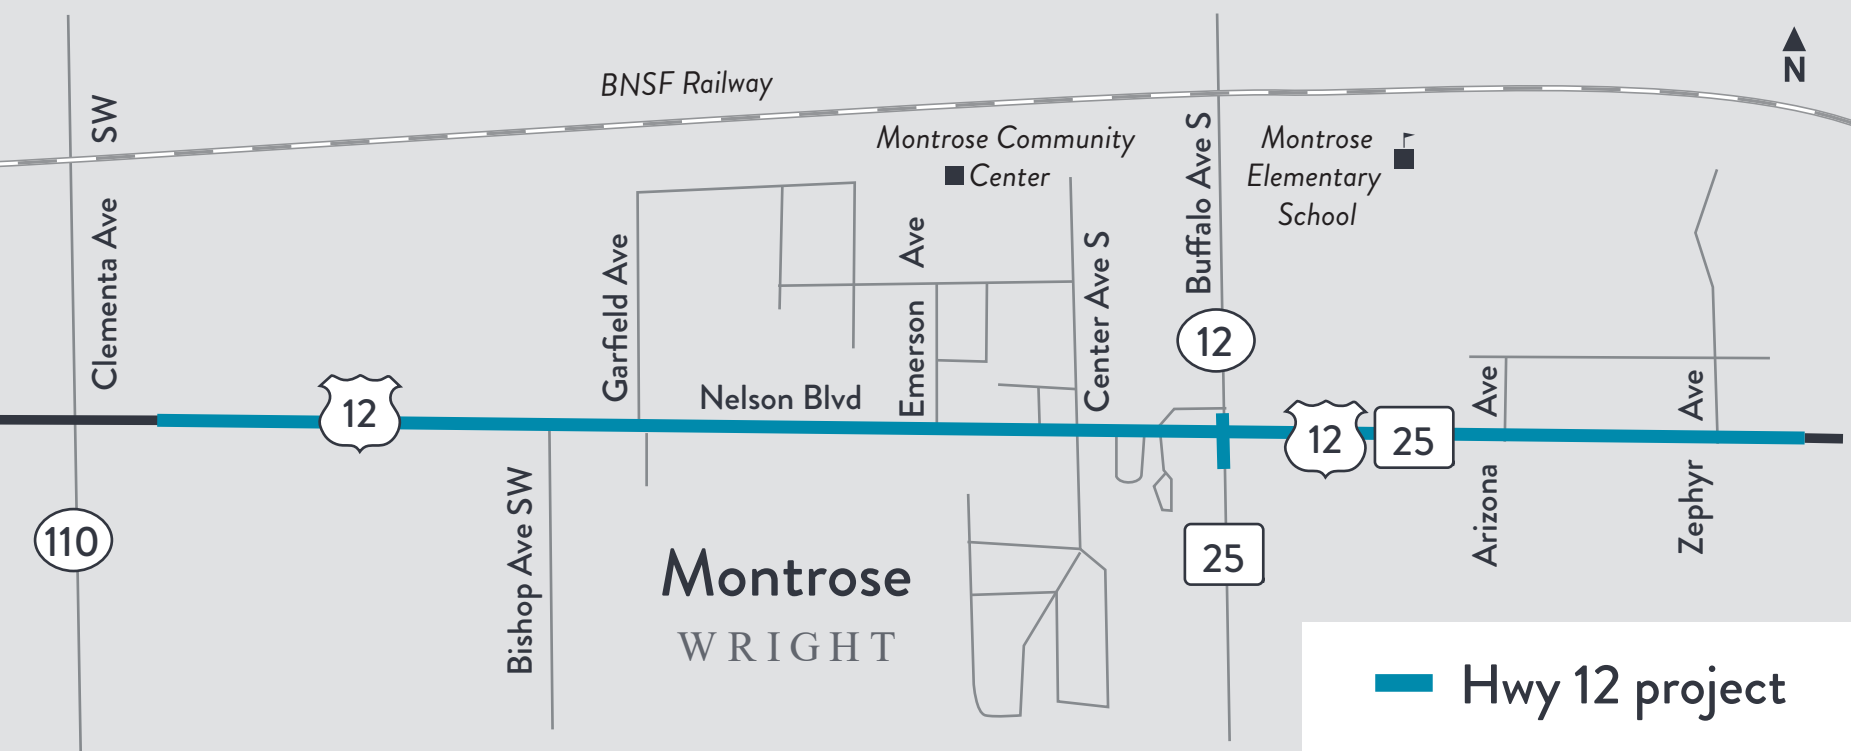 N
BNSF Railway
Clementa Ave SW
Montrose Community
Center
Buffalo Ave S
Montrose
Elementary
School
Garfield Ave
Emerson Ave
Center Ave S
12
Nelson Blvd
12
12
25
Arizona Ave
Zephyr Ave
110
Bishop Ave SW
25
Montrose
WRIGHT
Hwy 12 project